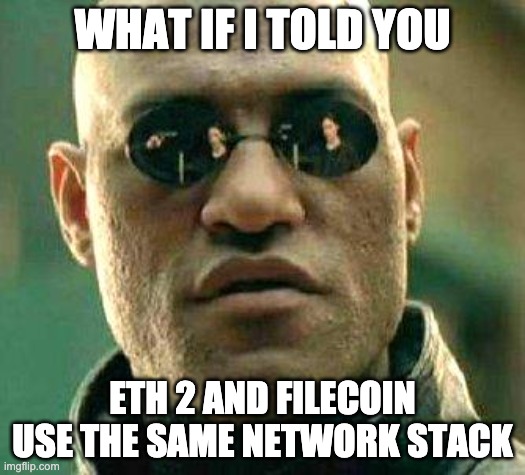 WHAT IF I TOLD YOU
ETH 2 AND FILECOIN
USE THE SAME NETWORK STACK
imgflip.com